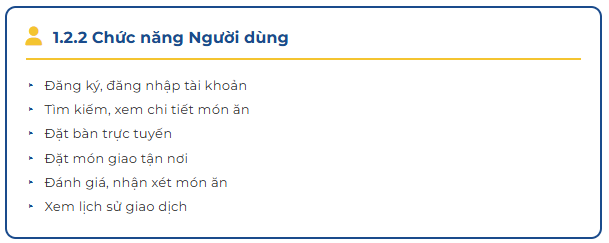 1.2.2 Chức năng Người dùng
Đăng ký, đăng nhập tài khoản
Tìm kiếm, xem chi tiết món ăn
Đặt bàn trực tuyến
Đặt món giao tận nơi
Đánh giá, nhận xét món ăn
Xem lịch sử giao dịch